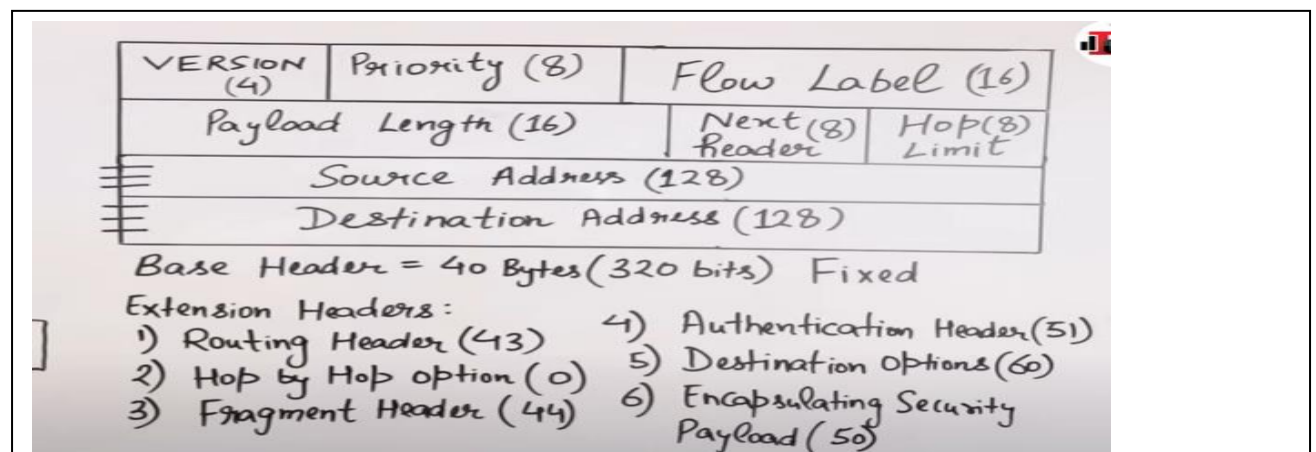 VERSION (4) Priority (8) Flow Label (16)
Payload Length (16) Next Header (8) Hop Limit (8)
Source Address (128)
Destination Address (128)
Base Header = 40 Bytes (320 bits) Fixed
Extension Headers:
1) Routing Header (43)
2) Hop by Hop option (0)
3) Fragment Header (44)
4) Authentication Header (51)
5) Destination Options (60)
6) Encapsulating Security
Payload (50)